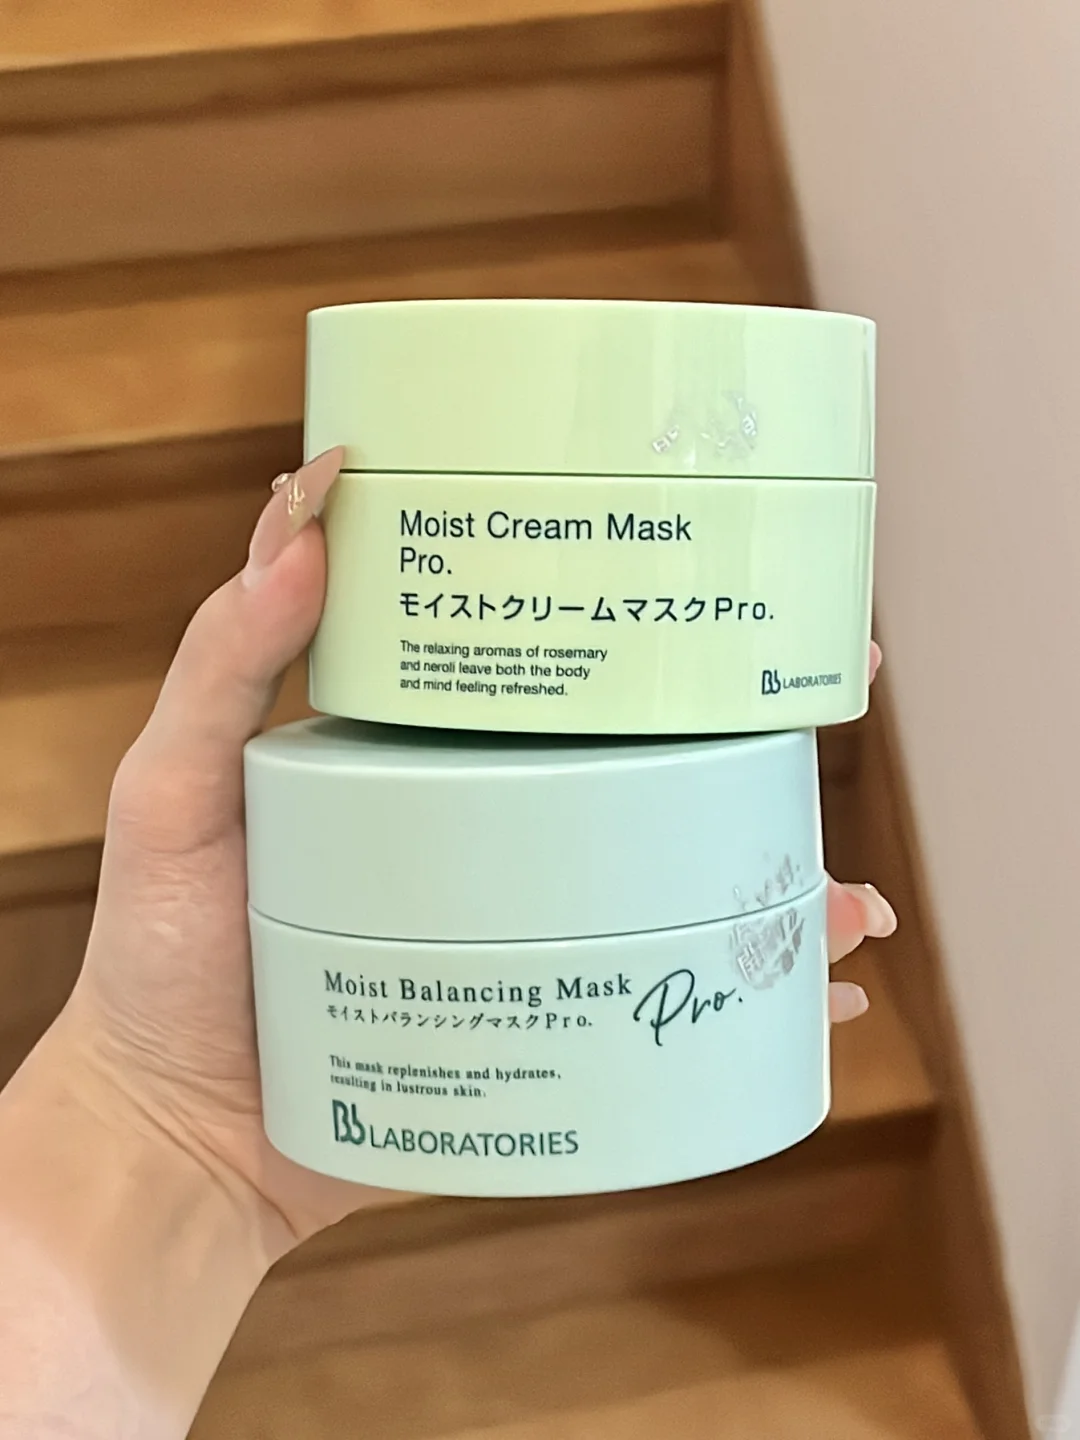 Moist Cream Mask
Pro.
モイストクリームマスクPro.
The relaxing aromas of rosemary
and neroli leave both the body
and mind feeling refreshed.
Bb LABORATORIES
Moist Balancing Mask Pro.
モイストバランシングマスクPro.
This mask replenishes and hydrates,
resulting in lustrous skin.
Bb LABORATORIES